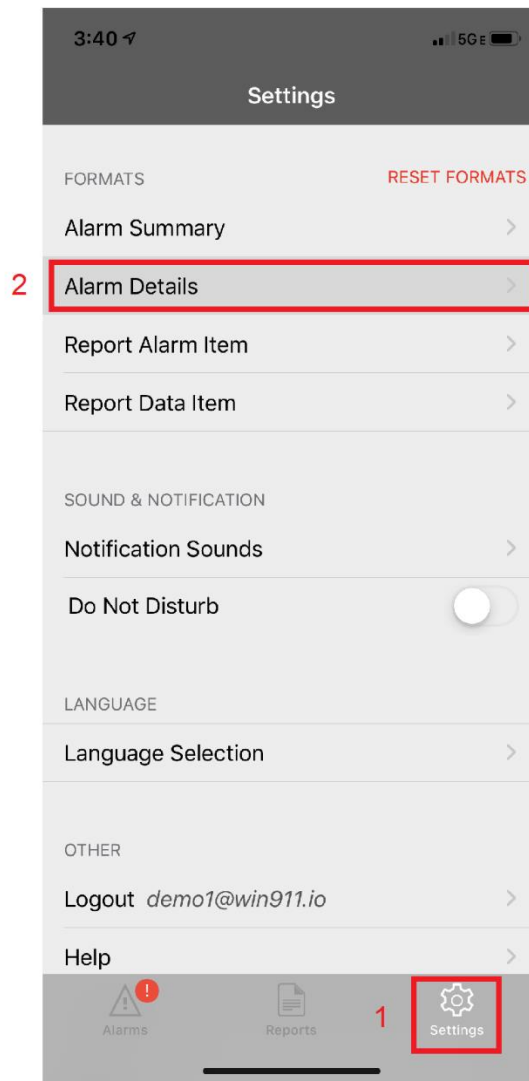 3:40 5G E
Settings
FORMATS RESET FORMATS
Alarm Summary
2 Alarm Details
Report Alarm Item
Report Data Item
SOUND & NOTIFICATION
Notification Sounds
Do Not Disturb
LANGUAGE
Language Selection
OTHER
Logout demo1@win911.io
Help
!
1
Alarms Reports Settings